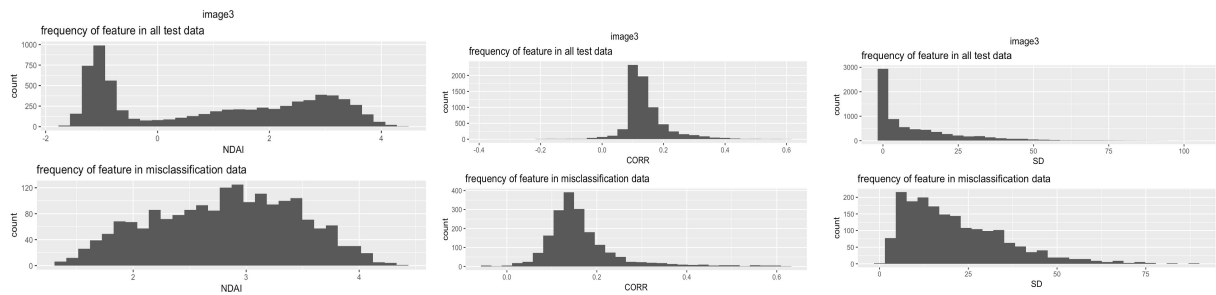 image3
frequency of feature in all test data
1000
750
500
250
0
count
-2
0
2
4
NDAI
frequency of feature in misclassification data
120
80
40
0
count
2
3
4
NDAI
image3
frequency of feature in all test data
2000
1500
1000
500
0
count
-0.4
-0.2
0.0
0.2
0.4
0.6
CORR
frequency of feature in misclassification data
400
300
200
100
0
count
0.0
0.2
0.4
0.6
CORR
image3
frequency of feature in all test data
3000
2000
1000
0
count
0
25
50
75
100
SD
frequency of feature in misclassification data
200
150
100
50
0
count
0
25
50
75
SD